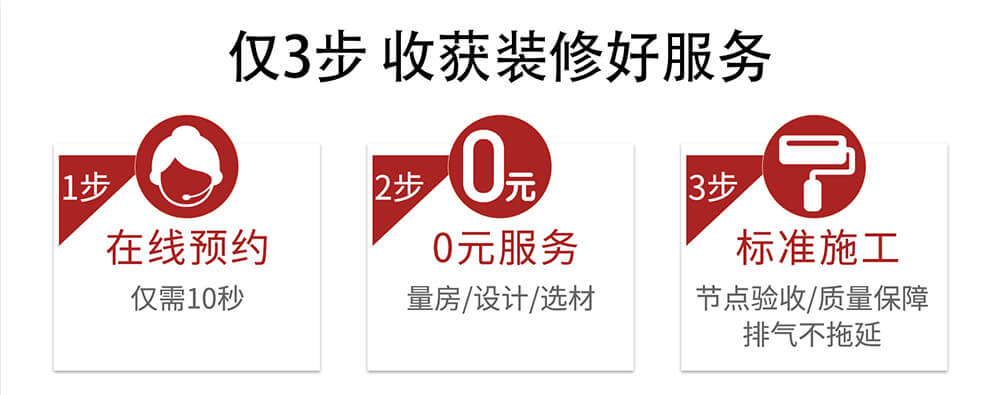 仅3步 收获装修好服务
1步
在线预约
仅需10秒
2步
0元
0元服务
量房/设计/选材
3步
标准施工
节点验收/质量保障
排气不拖延